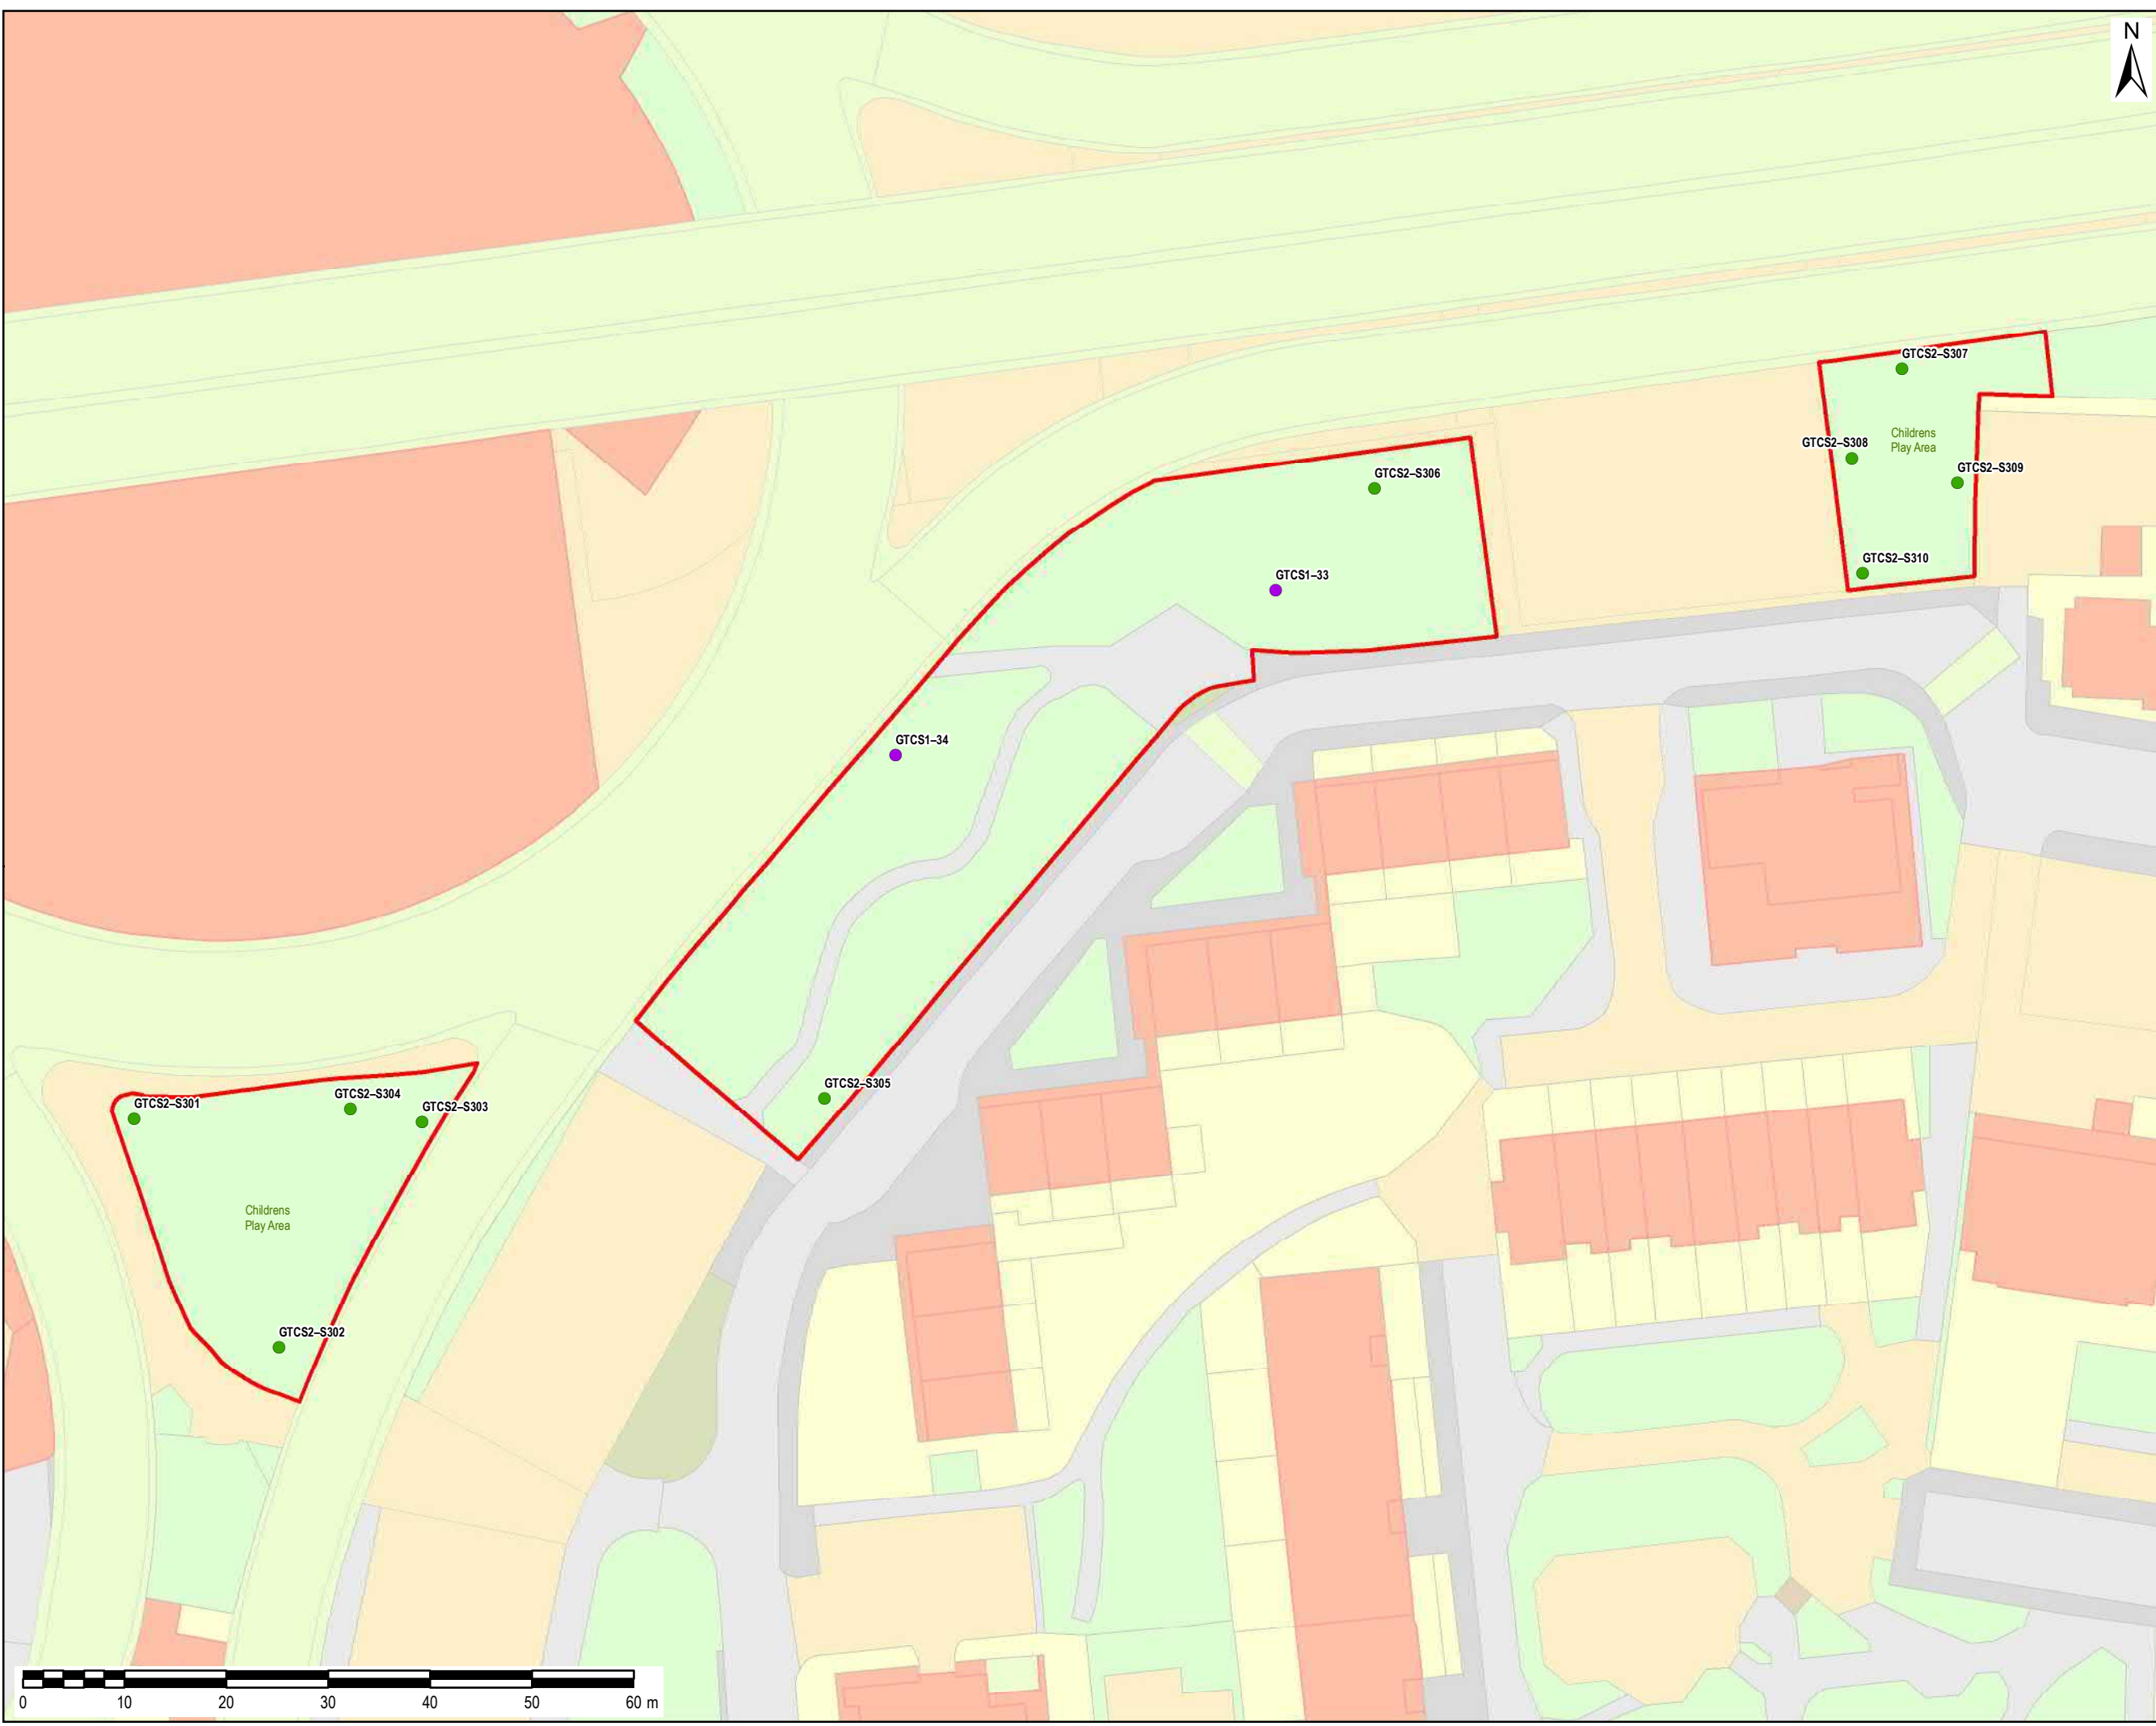 N
GTCS2–S307
Childrens
Play Area
GTCS2–S308
GTCS2–S309
GTCS2–S306
GTCS2–S310
GTCS1–33
GTCS1–34
GTCS2–S305
GTCS2–S304
GTCS2–S301
GTCS2–S303
Childrens
Play Area
GTCS2–S302
0 10 20 30 40 50 60 m